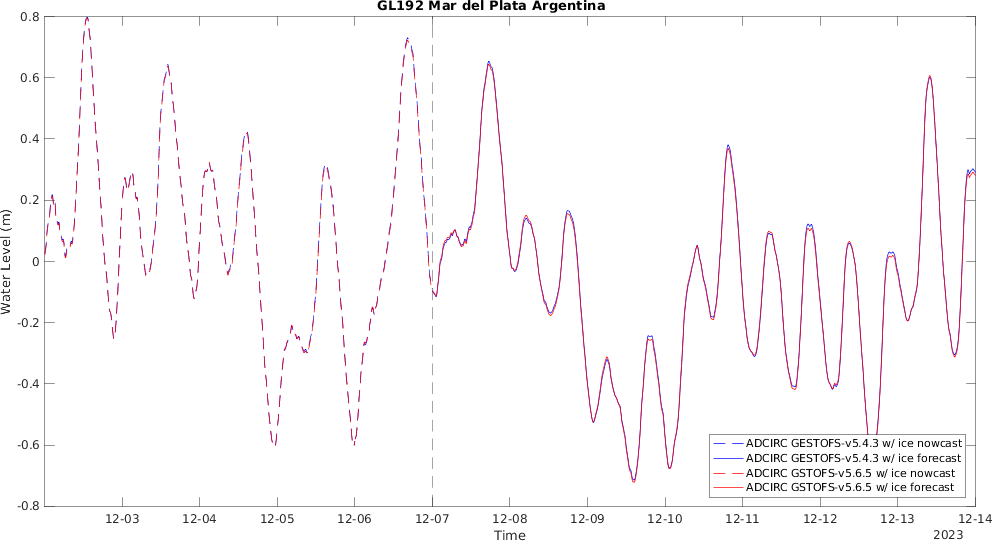 GL192 Mar del Plata Argentina
0.8
0.6
0.4
0.2
0
-0.2
-0.4
-0.6
-0.8
Water Level (m)
ADCIRC GESTOFS-v5.4.3 w/ ice nowcast
ADCIRC GESTOFS-v5.4.3 w/ ice forecast
ADCIRC GSTOFS-v5.6.5 w/ ice nowcast
ADCIRC GSTOFS-v5.6.5 w/ ice forecast
12-03 12-04 12-05 12-06 12-07 12-08 12-09 12-10 12-11 12-12 12-13 12-14
Time
2023